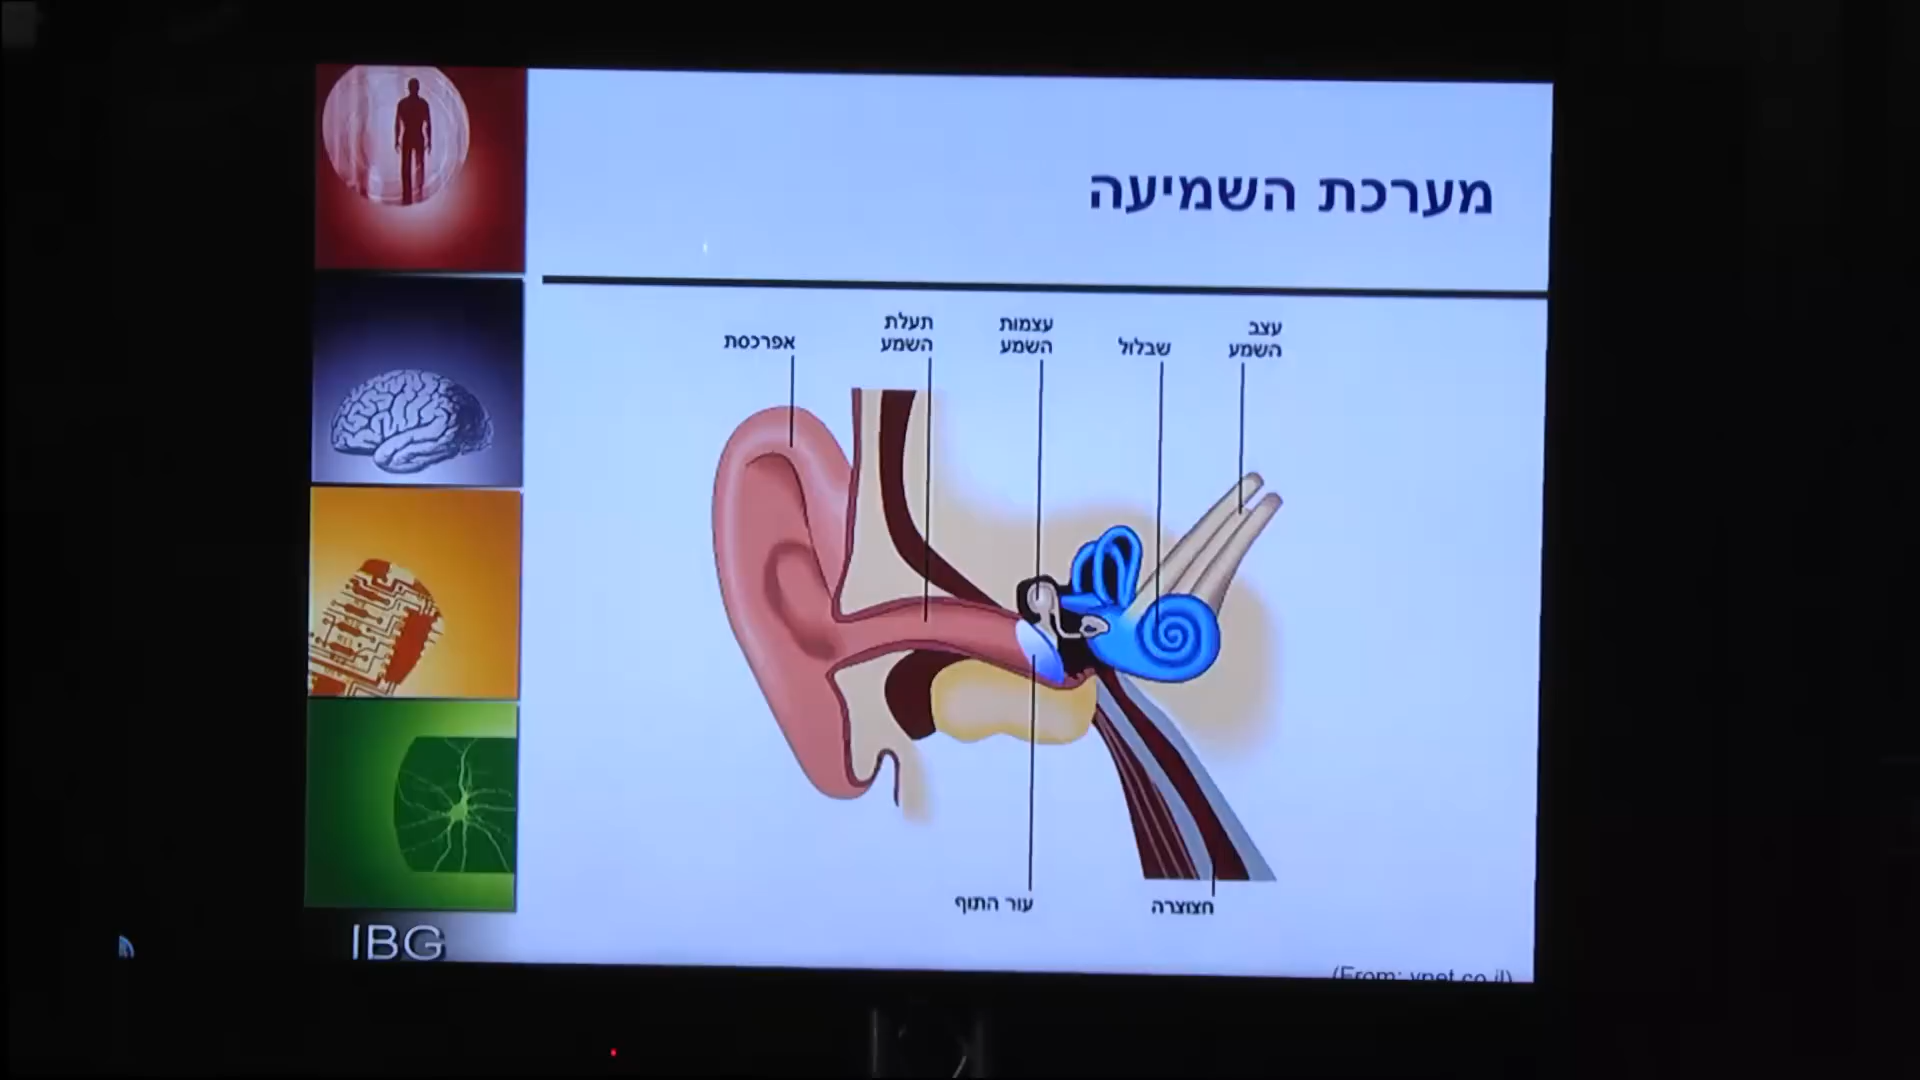 מערכת השמיעה
עצב
השמע
שבלול
עצמות
השמע
תעלת
השמע
אפרכסת
עור התוף
חצוצרה
IBG
(From: ynet.co.il)